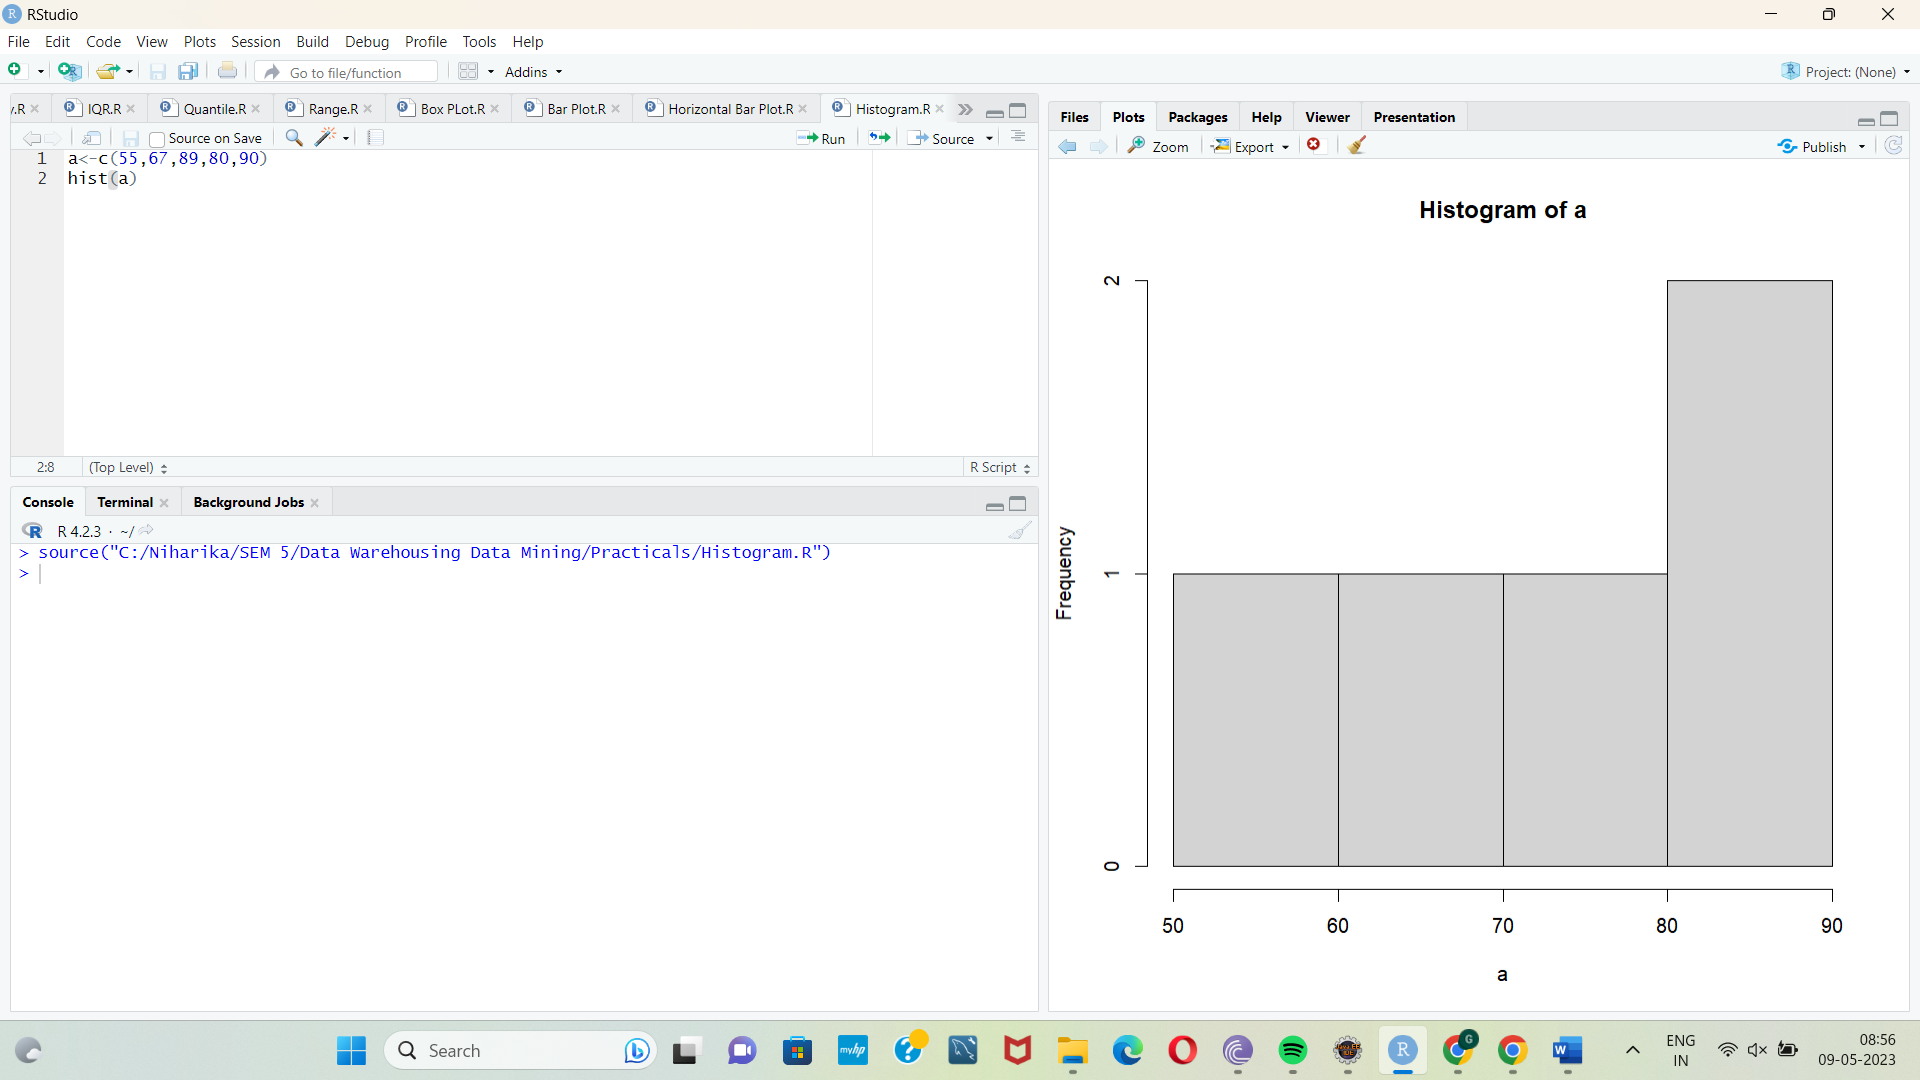 RStudio
File Edit Code View Plots Session Build Debug Profile Tools Help
Go to file/function Addins Project: (None)
y.R IQR.R Quantile.R Range.R Box PLot.R Bar Plot.R Horizontal Bar Plot.R Histogram.R
Source on Save Run Source
1 a<-c(55,67,89,80,90)
2 hist(a)
2:8 (Top Level) R Script
Console Terminal Background Jobs
R 4.2.3 · ~/
> source("C:/Niharika/SEM 5/Data Warehousing Data Mining/Practicals/Histogram.R")
>
Files Plots Packages Help Viewer Presentation
Zoom Export Publish
Histogram of a
2
1
0
Frequency
50 60 70 80 90
a
Search
myhp
ENG
IN
08:56
09-05-2023